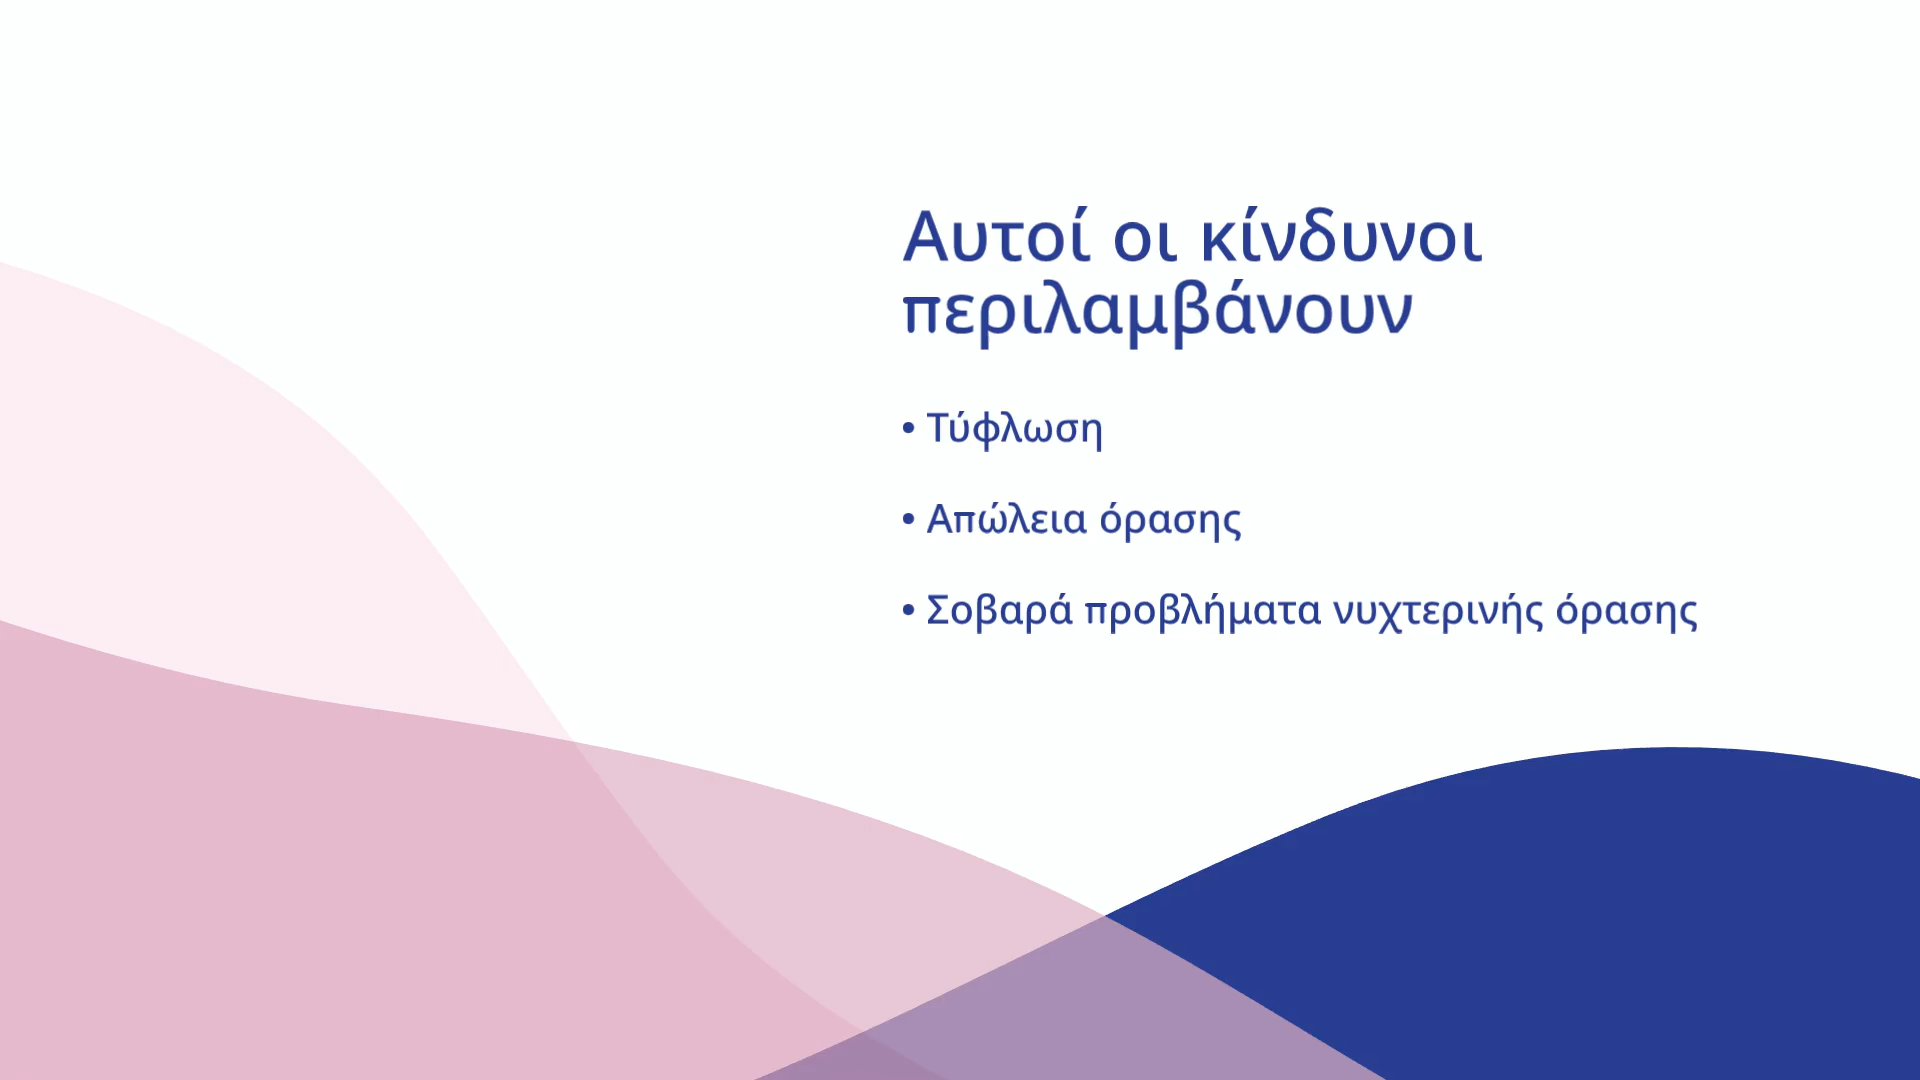 Αυτοί οι κίνδυνοι
περιλαμβάνουν
• Τύφλωση
• Απώλεια όρασης
• Σοβαρά προβλήματα νυχτερινής όρασης